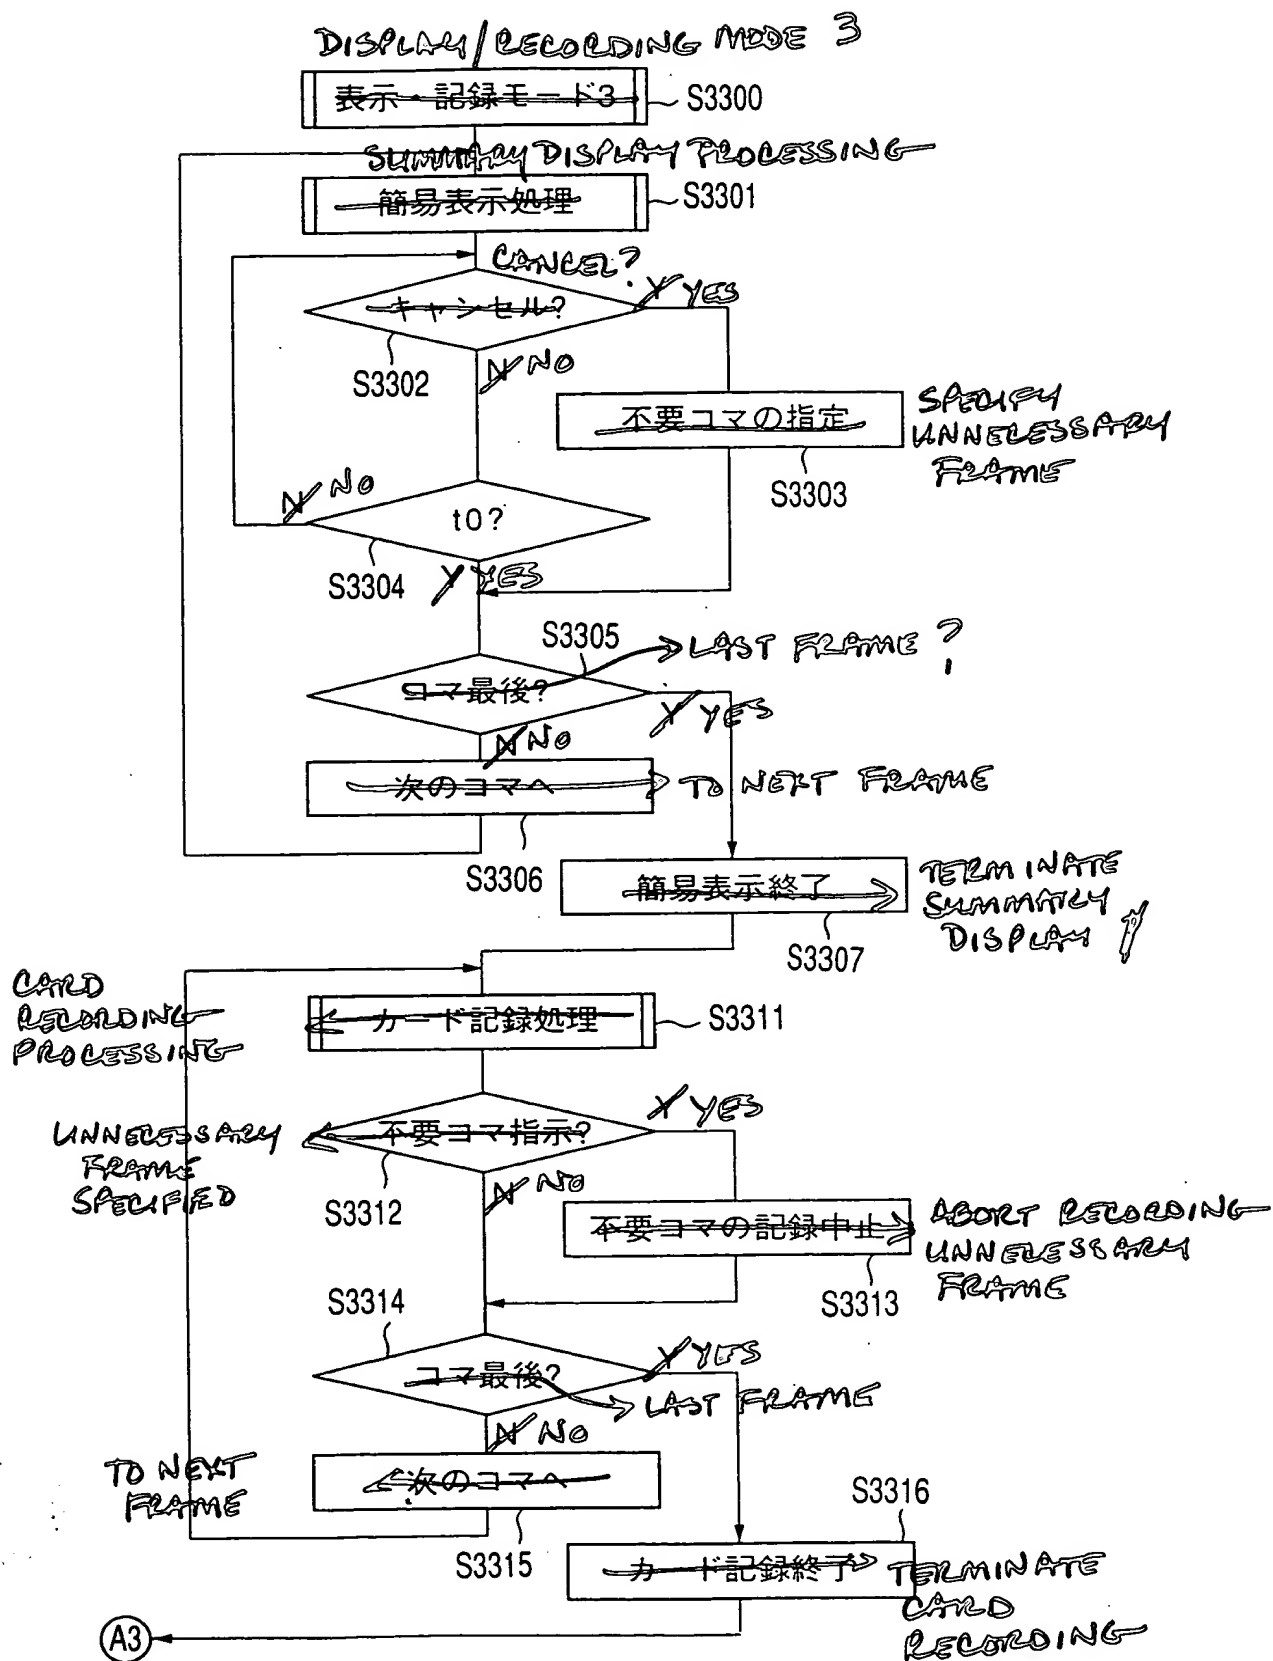 DISPLAY/RECORDING MODE 3
表示・記録モード3
S3300
SUMMARY DISPLAY PROCESSING
簡易表示処理
S3301
CANCEL?
キャンセル?
Y YES
S3302
N NO
不要コマの指定
SPECIFY
UNNECESSARY
FRAME
S3303
N NO
t0?
S3304
Y YES
S3305
LAST FRAME?
コマ最後?
Y YES
N NO
次のコマへ
TO NEXT FRAME
S3306
簡易表示終了
TERMINATE
SUMMARY
DISPLAY
S3307
CARD
RECORDING
PROCESSING
カード記録処理
S3311
Y YES
UNNECESSARY
FRAME
SPECIFIED
不要コマ指示?
S3312
N NO
不要コマの記録中止
ABORT RECORDING
UNNECESSARY
FRAME
S3313
S3314
Y YES
コマ最後?
LAST FRAME
N NO
TO NEXT
FRAME
次のコマへ
S3315
S3316
カード記録終了
TERMINATE
CARD
RECORDING
A3